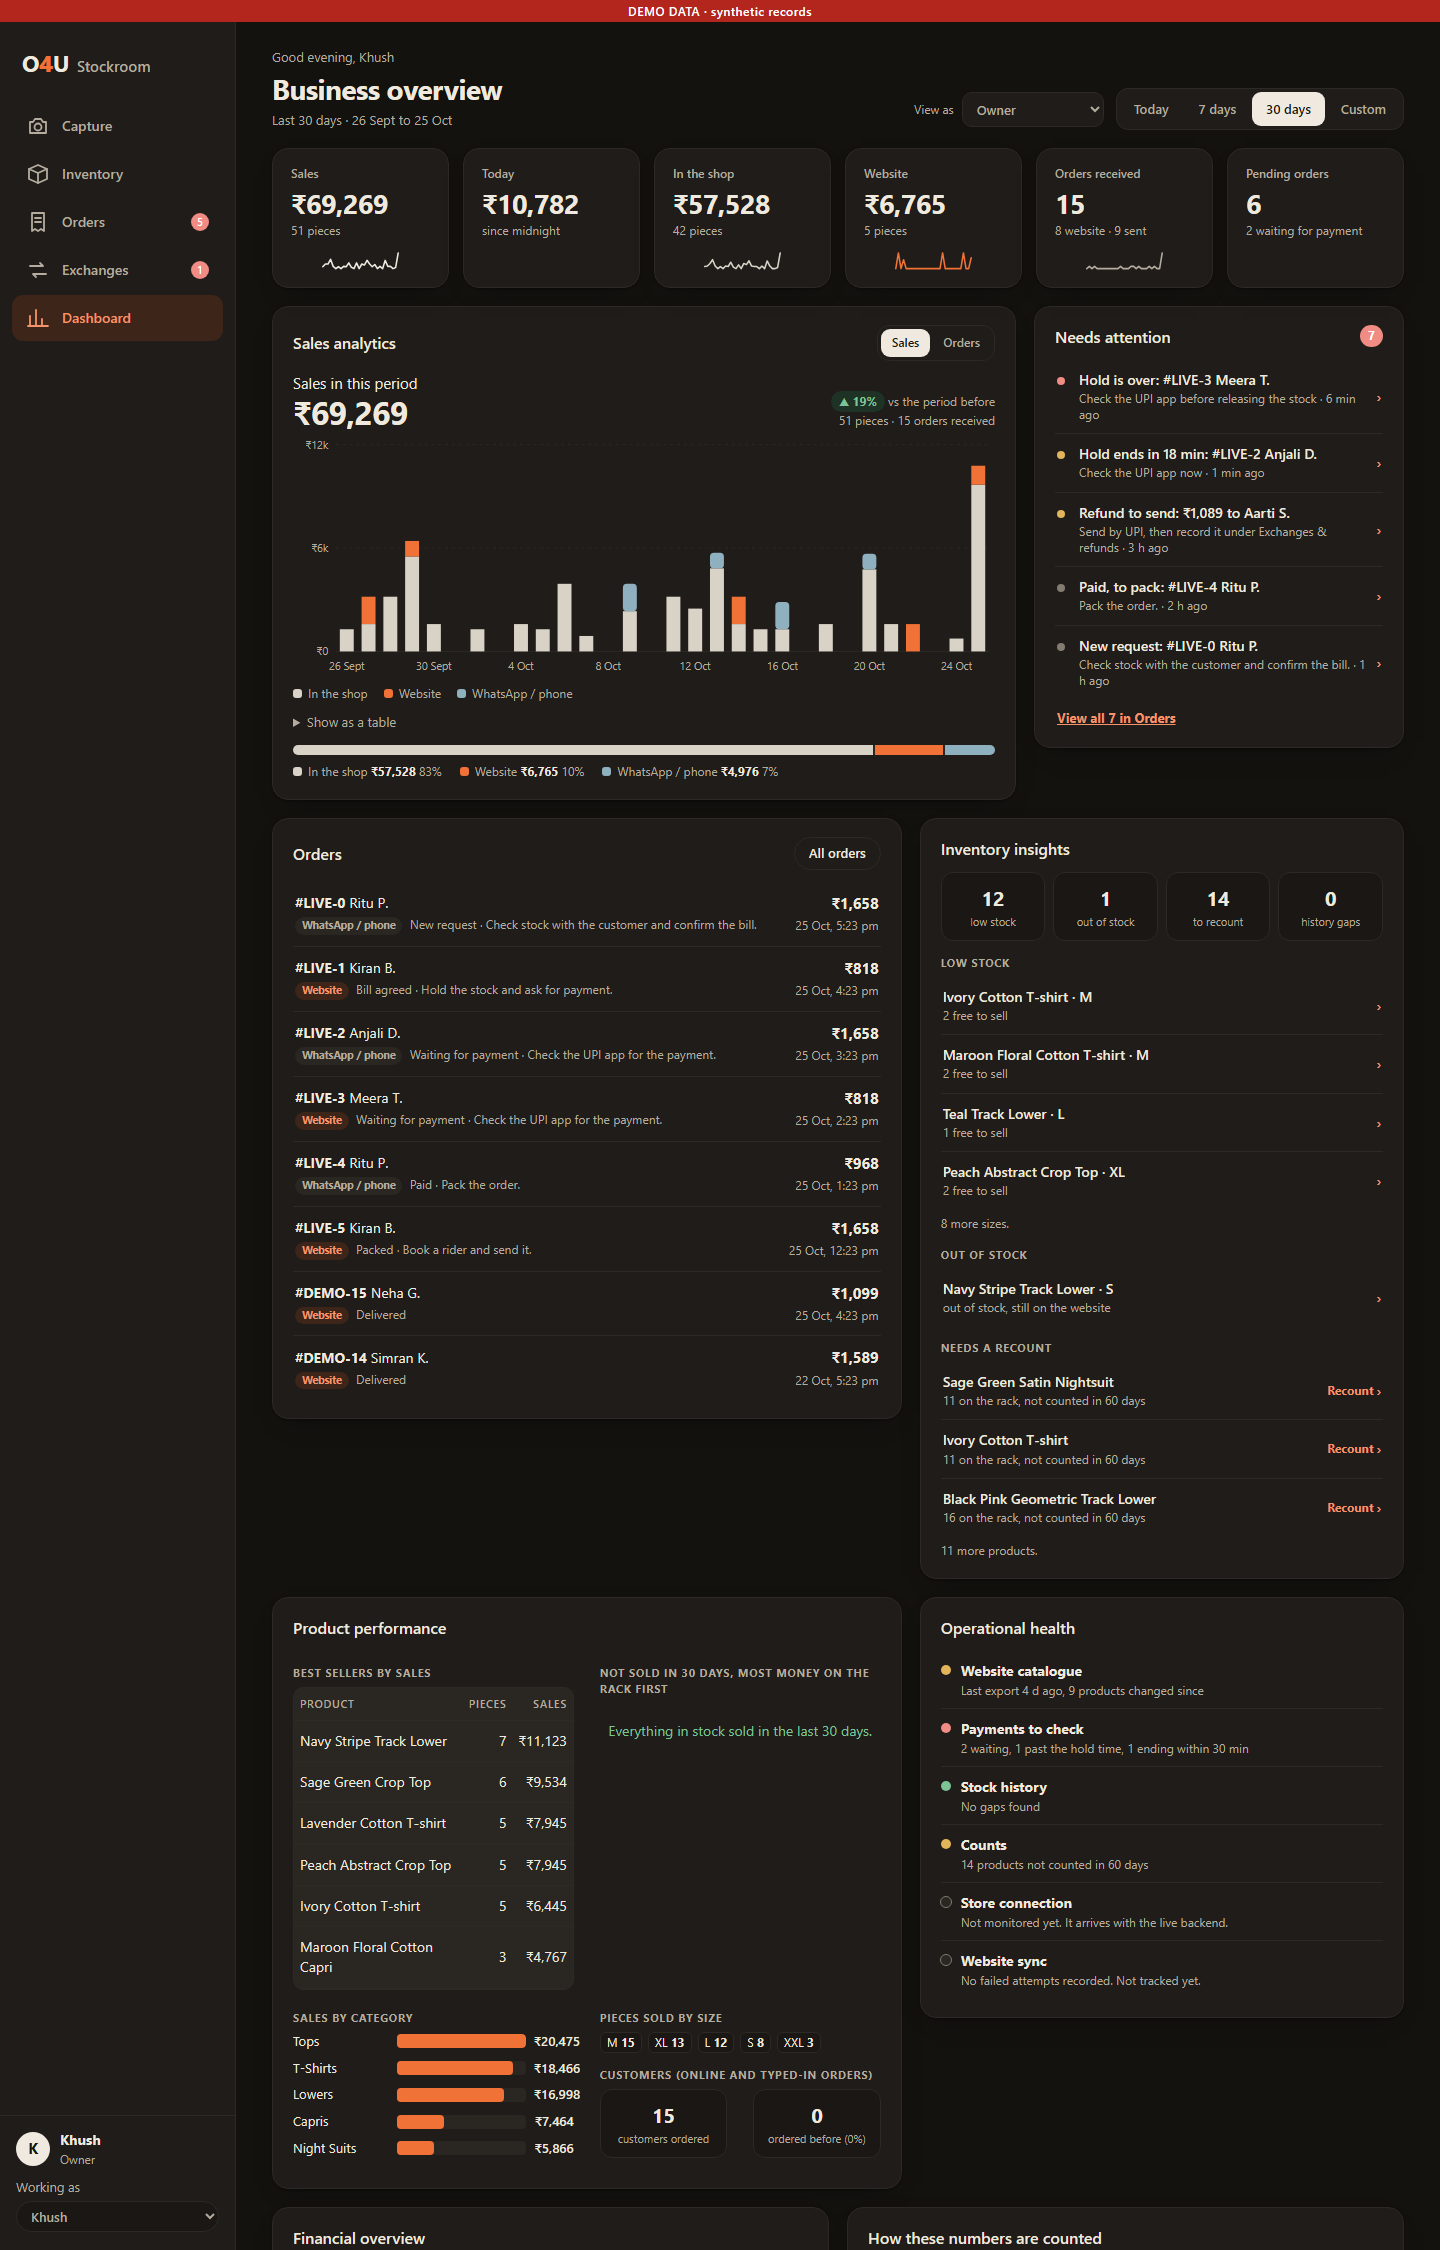 DEMO DATA · synthetic records
O4U Stockroom
Capture
Inventory
Orders 5
Exchanges 1
Dashboard
Good evening, Khush
Business overview
Last 30 days · 26 Sept to 25 Oct
View as Owner Today 7 days 30 days Custom
Sales
₹69,269
51 pieces
Today
₹10,782
since midnight
In the shop
₹57,528
42 pieces
Website
₹6,765
5 pieces
Orders received
15
8 website · 9 sent
Pending orders
6
2 waiting for payment
Sales analytics
Sales Orders
Sales in this period
₹69,269
▲ 19% vs the period before
51 pieces · 15 orders received
₹12k
₹6k
₹0
26 Sept 30 Sept 4 Oct 8 Oct 12 Oct 16 Oct 20 Oct 24 Oct
In the shop Website WhatsApp / phone
▶ Show as a table
In the shop ₹57,528 83% Website ₹6,765 10% WhatsApp / phone ₹4,976 7%
Needs attention 7
Hold is over: #LIVE-3 Meera T.
Check the UPI app before releasing the stock · 6 min
ago
›
Hold ends in 18 min: #LIVE-2 Anjali D.
Check the UPI app now · 1 min ago
›
Refund to send: ₹1,089 to Aarti S.
Send by UPI, then record it under Exchanges &
refunds · 3 h ago
›
Paid, to pack: #LIVE-4 Ritu P.
Pack the order. · 2 h ago
›
New request: #LIVE-0 Ritu P.
Check stock with the customer and confirm the bill. · 1
h ago
›
View all 7 in Orders
Orders
All orders
#LIVE-0 Ritu P. ₹1,658
WhatsApp / phone New request · Check stock with the customer and confirm the bill. 25 Oct, 5:23 pm
#LIVE-1 Kiran B. ₹818
Website Bill agreed · Hold the stock and ask for payment. 25 Oct, 4:23 pm
#LIVE-2 Anjali D. ₹1,658
WhatsApp / phone Waiting for payment · Check the UPI app for the payment. 25 Oct, 3:23 pm
#LIVE-3 Meera T. ₹818
Website Waiting for payment · Check the UPI app for the payment. 25 Oct, 2:23 pm
#LIVE-4 Ritu P. ₹968
WhatsApp / phone Paid · Pack the order. 25 Oct, 1:23 pm
#LIVE-5 Kiran B. ₹1,658
Website Packed · Book a rider and send it. 25 Oct, 12:23 pm
#DEMO-15 Neha G. ₹1,099
Website Delivered 25 Oct, 4:23 pm
#DEMO-14 Simran K. ₹1,589
Website Delivered 22 Oct, 5:23 pm
Inventory insights
12
low stock
1
out of stock
14
to recount
0
history gaps
LOW STOCK
Ivory Cotton T-shirt · M
2 free to sell
›
Maroon Floral Cotton T-shirt · M
2 free to sell
›
Teal Track Lower · L
1 free to sell
›
Peach Abstract Crop Top · XL
2 free to sell
›
8 more sizes.
OUT OF STOCK
Navy Stripe Track Lower · S
out of stock, still on the website
›
NEEDS A RECOUNT
Sage Green Satin Nightsuit
11 on the rack, not counted in 60 days
Recount ›
Ivory Cotton T-shirt
11 on the rack, not counted in 60 days
Recount ›
Black Pink Geometric Track Lower
16 on the rack, not counted in 60 days
Recount ›
11 more products.
Product performance
BEST SELLERS BY SALES
PRODUCT PIECES SALES
Navy Stripe Track Lower 7 ₹11,123
Sage Green Crop Top 6 ₹9,534
Lavender Cotton T-shirt 5 ₹7,945
Peach Abstract Crop Top 5 ₹7,945
Ivory Cotton T-shirt 5 ₹6,445
Maroon Floral Cotton
Capri 3 ₹4,767
NOT SOLD IN 30 DAYS, MOST MONEY ON THE
RACK FIRST
Everything in stock sold in the last 30 days.
SALES BY CATEGORY
Tops ₹20,475
T-Shirts ₹18,466
Lowers ₹16,998
Capris ₹7,464
Night Suits ₹5,866
PIECES SOLD BY SIZE
M 15 XL 13 L 12 S 8 XXL 3
CUSTOMERS (ONLINE AND TYPED-IN ORDERS)
15
customers ordered
0
ordered before (0%)
Operational health
Website catalogue
Last export 4 d ago, 9 products changed since
Payments to check
2 waiting, 1 past the hold time, 1 ending within 30 min
Stock history
No gaps found
Counts
14 products not counted in 60 days
Store connection
Not monitored yet. It arrives with the live backend.
Website sync
No failed attempts recorded. Not tracked yet.
K Khush
Owner
Working as
Khush
Financial overview
How these numbers are counted